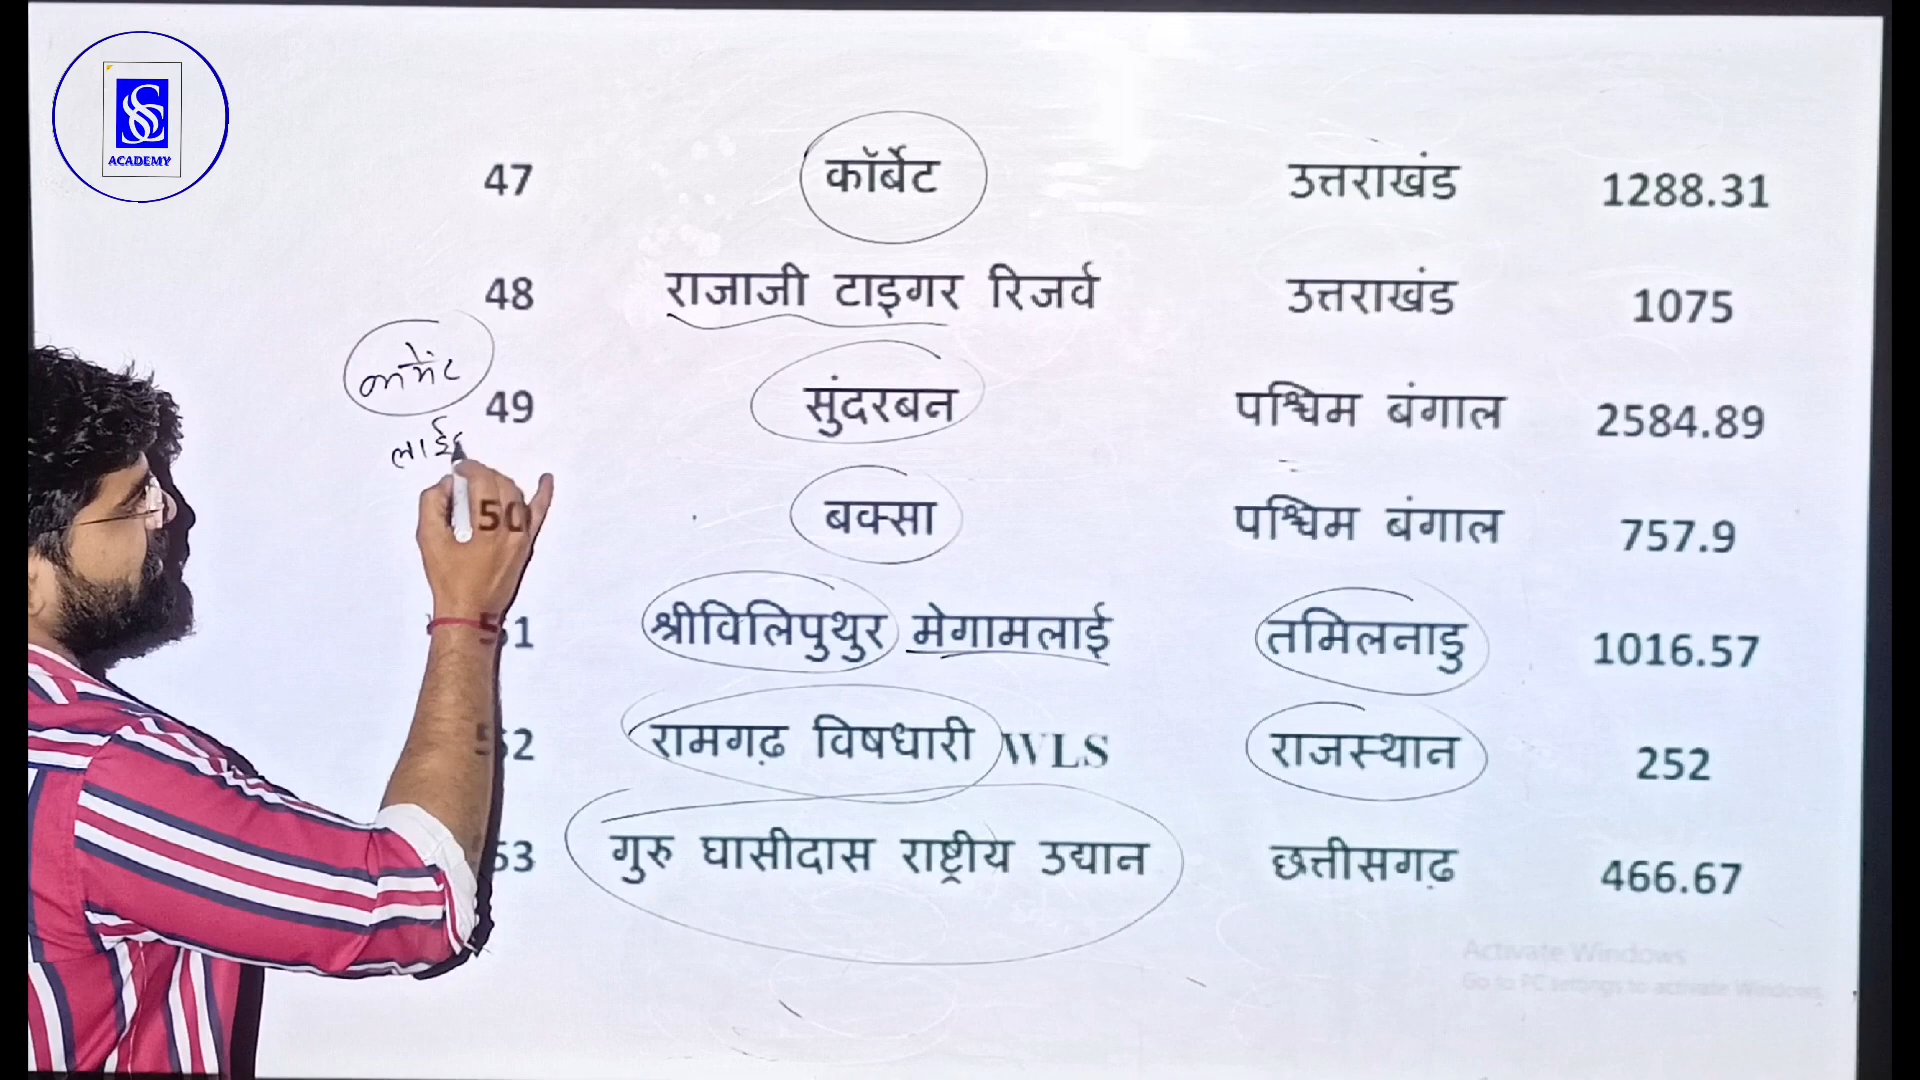 SSC
ACADEMY
47 कॉर्बेट उत्तराखंड 1288.31
48 राजाजी टाइगर रिजर्व उत्तराखंड 1075
कमेंट
49 सुंदरबन पश्चिम बंगाल 2584.89
लाई
50 बक्सा पश्चिम बंगाल 757.9
51 श्रीविलिपुथुर मेगामलाई तमिलनाडु 1016.57
52 रामगढ़ विषधारी WLS राजस्थान 252
53 गुरु घासीदास राष्ट्रीय उद्यान छत्तीसगढ़ 466.67
Activate Windows
Go to PC settings to activate Windows.